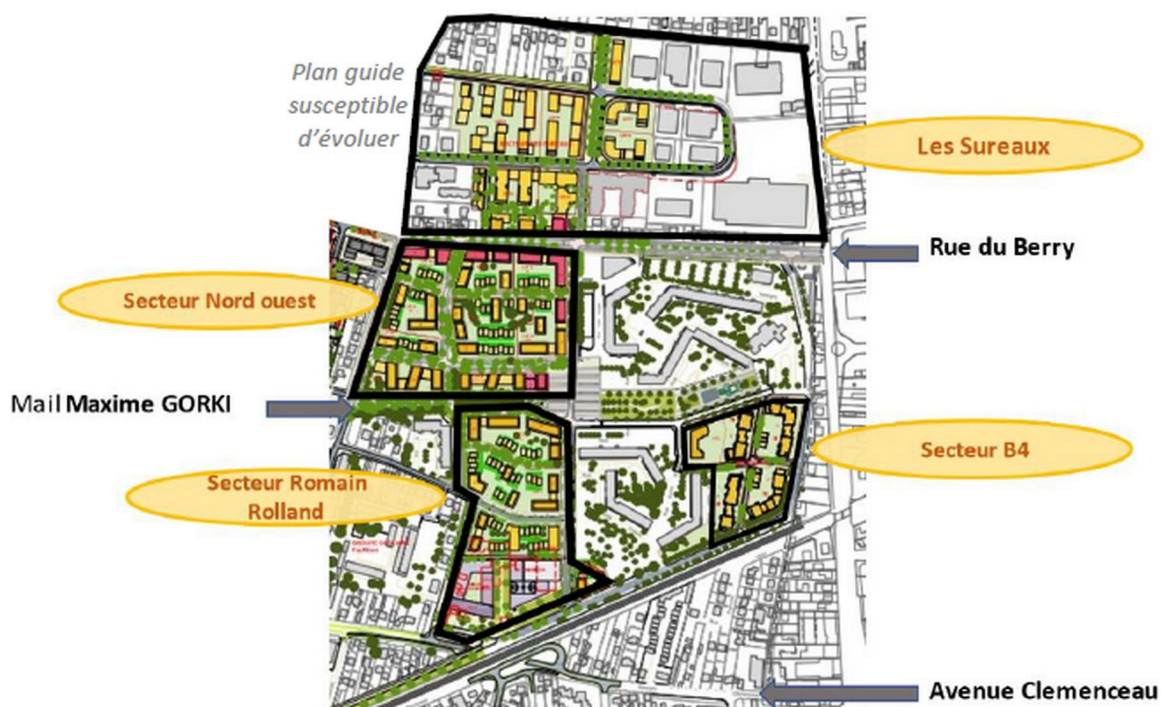 Plan guide
susceptible
d'évoluer
Les Sureaux
Rue du Berry
Secteur Nord ouest
Mail Maxime GORKI
Secteur B4
Secteur Romain
Rolland
Avenue Clemenceau